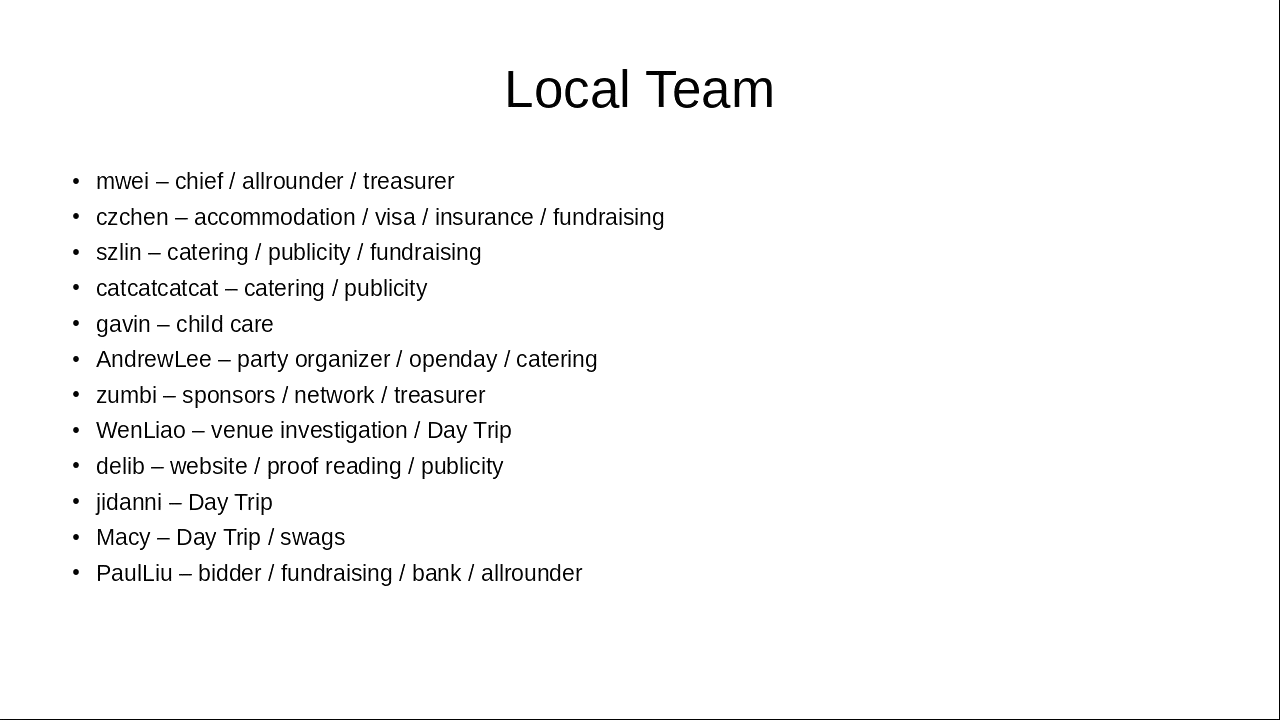 Local Team
• mwei – chief / allrounder / treasurer
• czchen – accommodation / visa / insurance / fundraising
• szlin – catering / publicity / fundraising
• catcatcatcat – catering / publicity
• gavin – child care
• AndrewLee – party organizer / openday / catering
• zumbi – sponsors / network / treasurer
• WenLiao – venue investigation / Day Trip
• delib – website / proof reading / publicity
• jidanni – Day Trip
• Macy – Day Trip / swags
• PaulLiu – bidder / fundraising / bank / allrounder